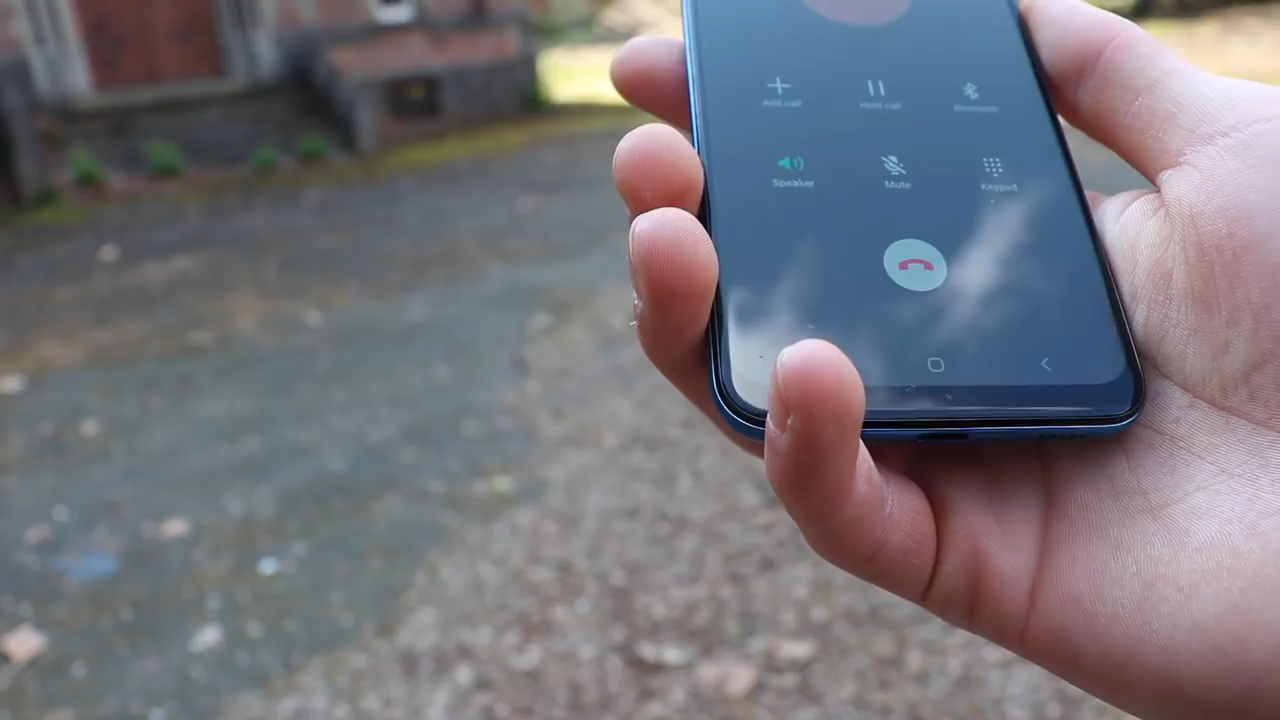 Add call
Hold call
Bluetooth
Speaker
Mute
Keypad